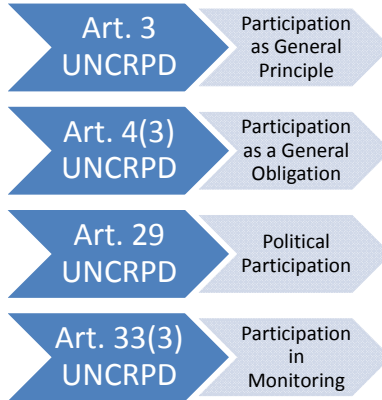 Art. 3
UNCRPD
Participation
as General
Principle
Art. 4(3)
UNCRPD
Participation
as a General
Obligation
Art. 29
UNCRPD
Political
Participation
Art. 33(3)
UNCRPD
Participation
in
Monitoring